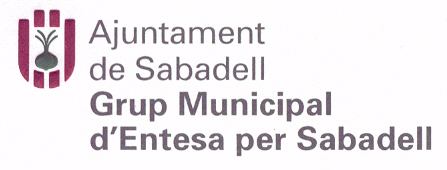 Ajuntament
de Sabadell
Grup Municipal
d'Entesa per Sabadell